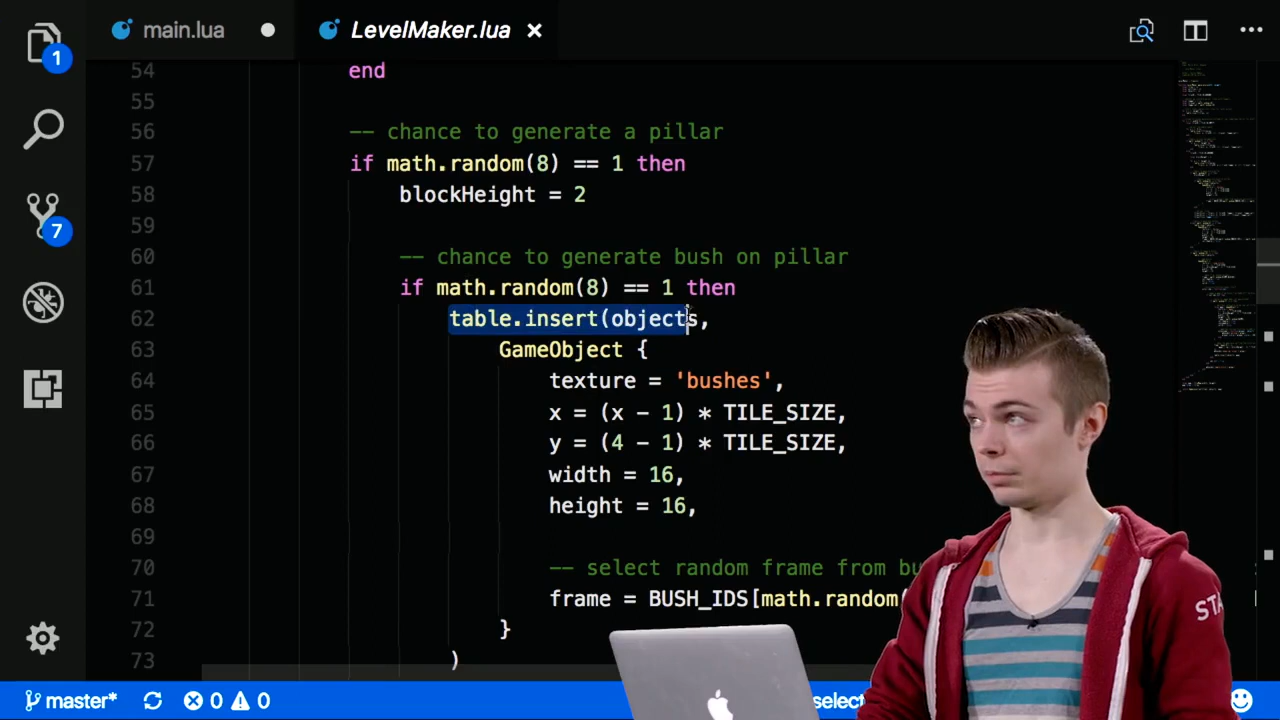 main.lua
LevelMaker.lua
1
7
54 end
55
56 -- chance to generate a pillar
57 if math.random(8) == 1 then
58 blockHeight = 2
59
60 -- chance to generate bush on pillar
61 if math.random(8) == 1 then
62 table.insert(objects,
63 GameObject {
64 texture = 'bushes',
65 x = (x - 1) * TILE_SIZE,
66 y = (4 - 1) * TILE_SIZE,
67 width = 16,
68 height = 16,
69
70 -- select random frame from bu
71 frame = BUSH_IDS[math.random(
72 }
73 )
STA
master* 0 0 select